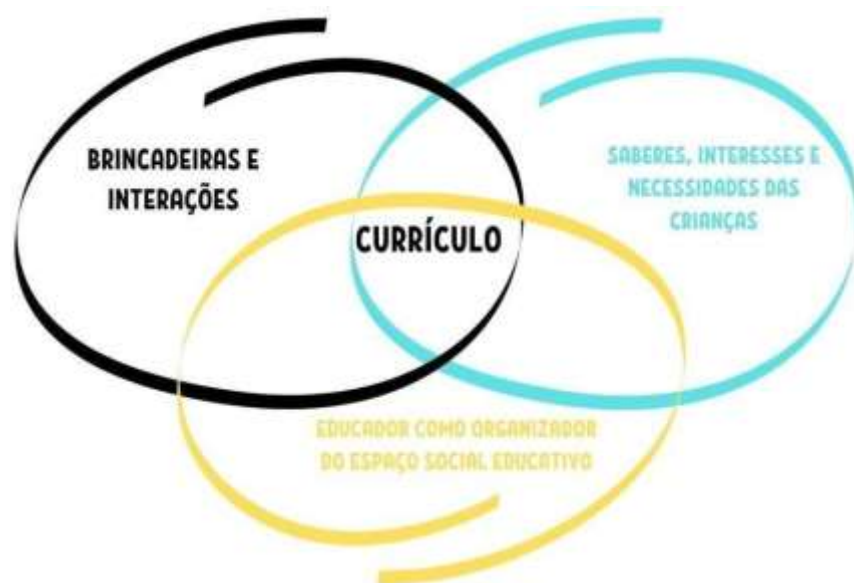 BRINCADEIRAS E
INTERAÇÕES
SABERES, INTERESSES E
NECESSIDADES DAS
CRIANÇAS
CURRÍCULO
EDUCADOR COMO ORGANIZADOR
DO ESPAÇO SOCIAL EDUCATIVO